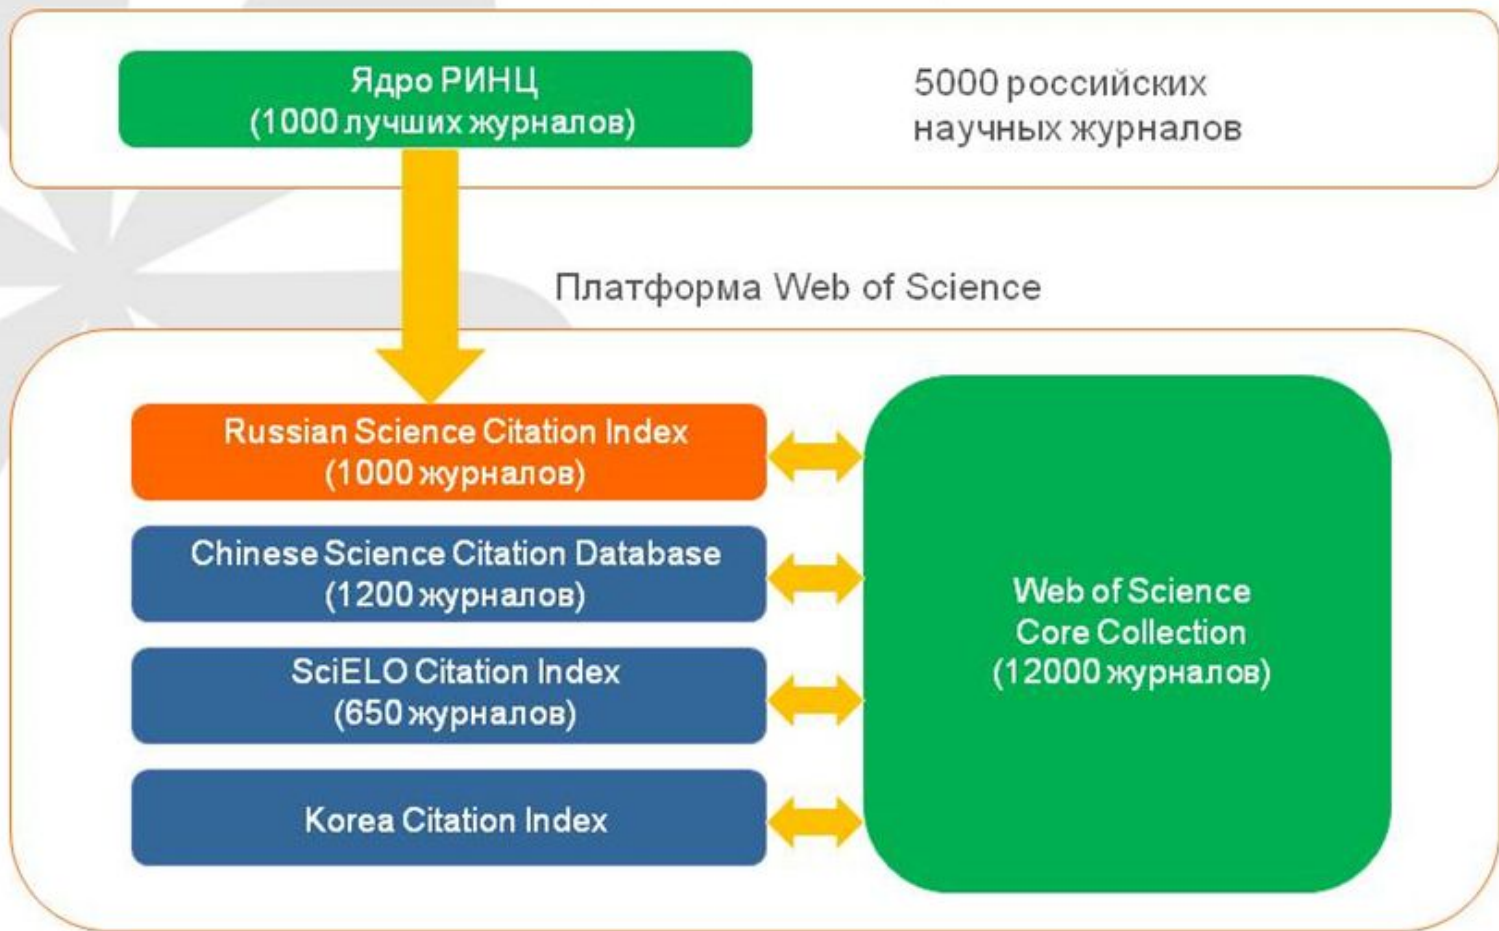 Ядро РИНЦ
(1000 лучших журналов)
5000 российских
научных журналов
Платформа Web of Science
Russian Science Citation Index
(1000 журналов)
Chinese Science Citation Database
(1200 журналов)
SciELO Citation Index
(650 журналов)
Korea Citation Index
Web of Science
Core Collection
(12000 журналов)